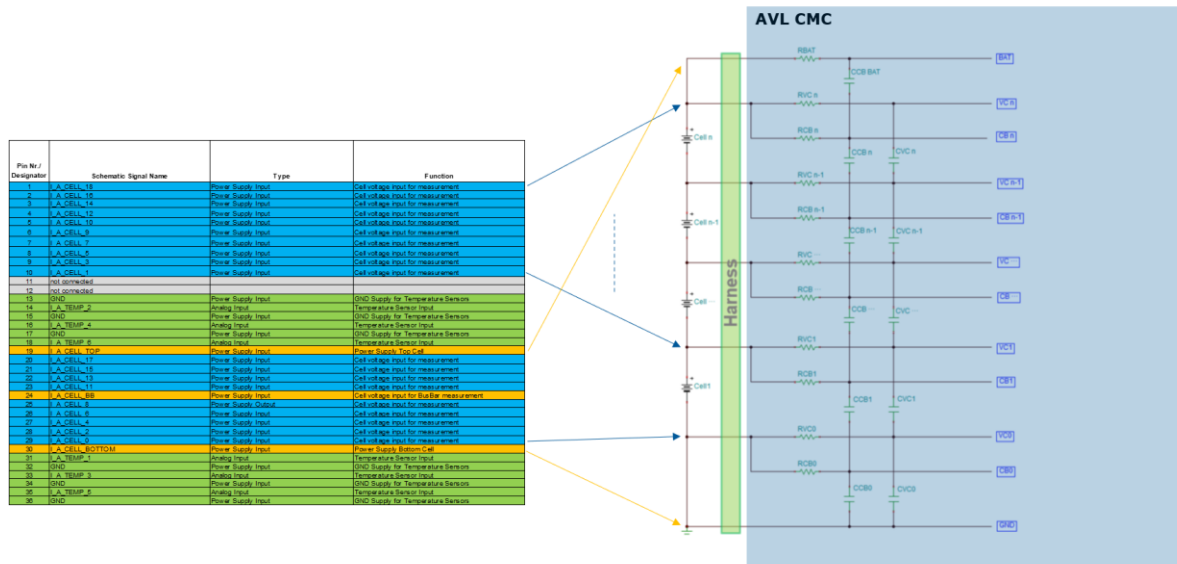 AVL CMC
Pin Nr./ Designator Schematic Signal Name Type Function
1 I_A_CELL_18 Power Supply Input Cell voltage input for measurement
2 I_A_CELL_16 Power Supply Input Cell voltage input for measurement
3 I_A_CELL_14 Power Supply Input Cell voltage input for measurement
4 I_A_CELL_12 Power Supply Input Cell voltage input for measurement
5 I_A_CELL_10 Power Supply Input Cell voltage input for measurement
6 I_A_CELL_9 Power Supply Input Cell voltage input for measurement
7 I_A_CELL_7 Power Supply Input Cell voltage input for measurement
8 I_A_CELL_5 Power Supply Input Cell voltage input for measurement
9 I_A_CELL_3 Power Supply Input Cell voltage input for measurement
10 I_A_CELL_1 Power Supply Input Cell voltage input for measurement
11 not connected
12 not connected
13 GND Power Supply Input GND Supply for Temperature Sensors
14 I_A_TEMP_2 Analog Input Temperature Sensor Input
15 GND Power Supply Input GND Supply for Temperature Sensors
16 I_A_TEMP_4 Analog Input Temperature Sensor Input
17 GND Power Supply Input GND Supply for Temperature Sensors
18 I_A_TEMP_6 Analog Input Temperature Sensor Input
19 I_A_CELL_TOP Power Supply Input Power Supply Top Cell
20 I_A_CELL_17 Power Supply Input Cell voltage input for measurement
21 I_A_CELL_15 Power Supply Input Cell voltage input for measurement
22 I_A_CELL_13 Power Supply Input Cell voltage input for measurement
23 I_A_CELL_11 Power Supply Input Cell voltage input for measurement
24 I_A_CELL_BB Power Supply Input Cell voltage input for BusBar measurement
25 I_A_CELL_8 Power Supply Output Cell voltage input for measurement
26 I_A_CELL_6 Power Supply Input Cell voltage input for measurement
27 I_A_CELL_4 Power Supply Input Cell voltage input for measurement
28 I_A_CELL_2 Power Supply Input Cell voltage input for measurement
29 I_A_CELL_0 Power Supply Input Cell voltage input for measurement
30 I_A_CELL_BOTTOM Power Supply Input Power Supply Bottom Cell
31 I_A_TEMP_1 Analog Input Temperature Sensor Input
32 GND Power Supply Input GND Supply for Temperature Sensors
33 I_A_TEMP_3 Analog Input Temperature Sensor Input
34 GND Power Supply Input GND Supply for Temperature Sensors
35 I_A_TEMP_5 Analog Input Temperature Sensor Input
36 GND Power Supply Input GND Supply for Temperature Sensors
Harness
RBAT BAT
CCB BAT
RVC n VC n
Cell n RCB n CB n
CCB n CVC n
RVC n-1 VC n-1
Cell n-1 RCB n-1 CB n-1
CCB n-1 CVC n-1
RVC ··· VC ···
Cell ··· RCB ··· CB ···
CCB ··· CVC ···
RVC1 VC1
Cell1 RCB1 CB1
CCB1 CVC1
RVC0 VC0
RCB0 CB0
CCB0 CVC0
GND